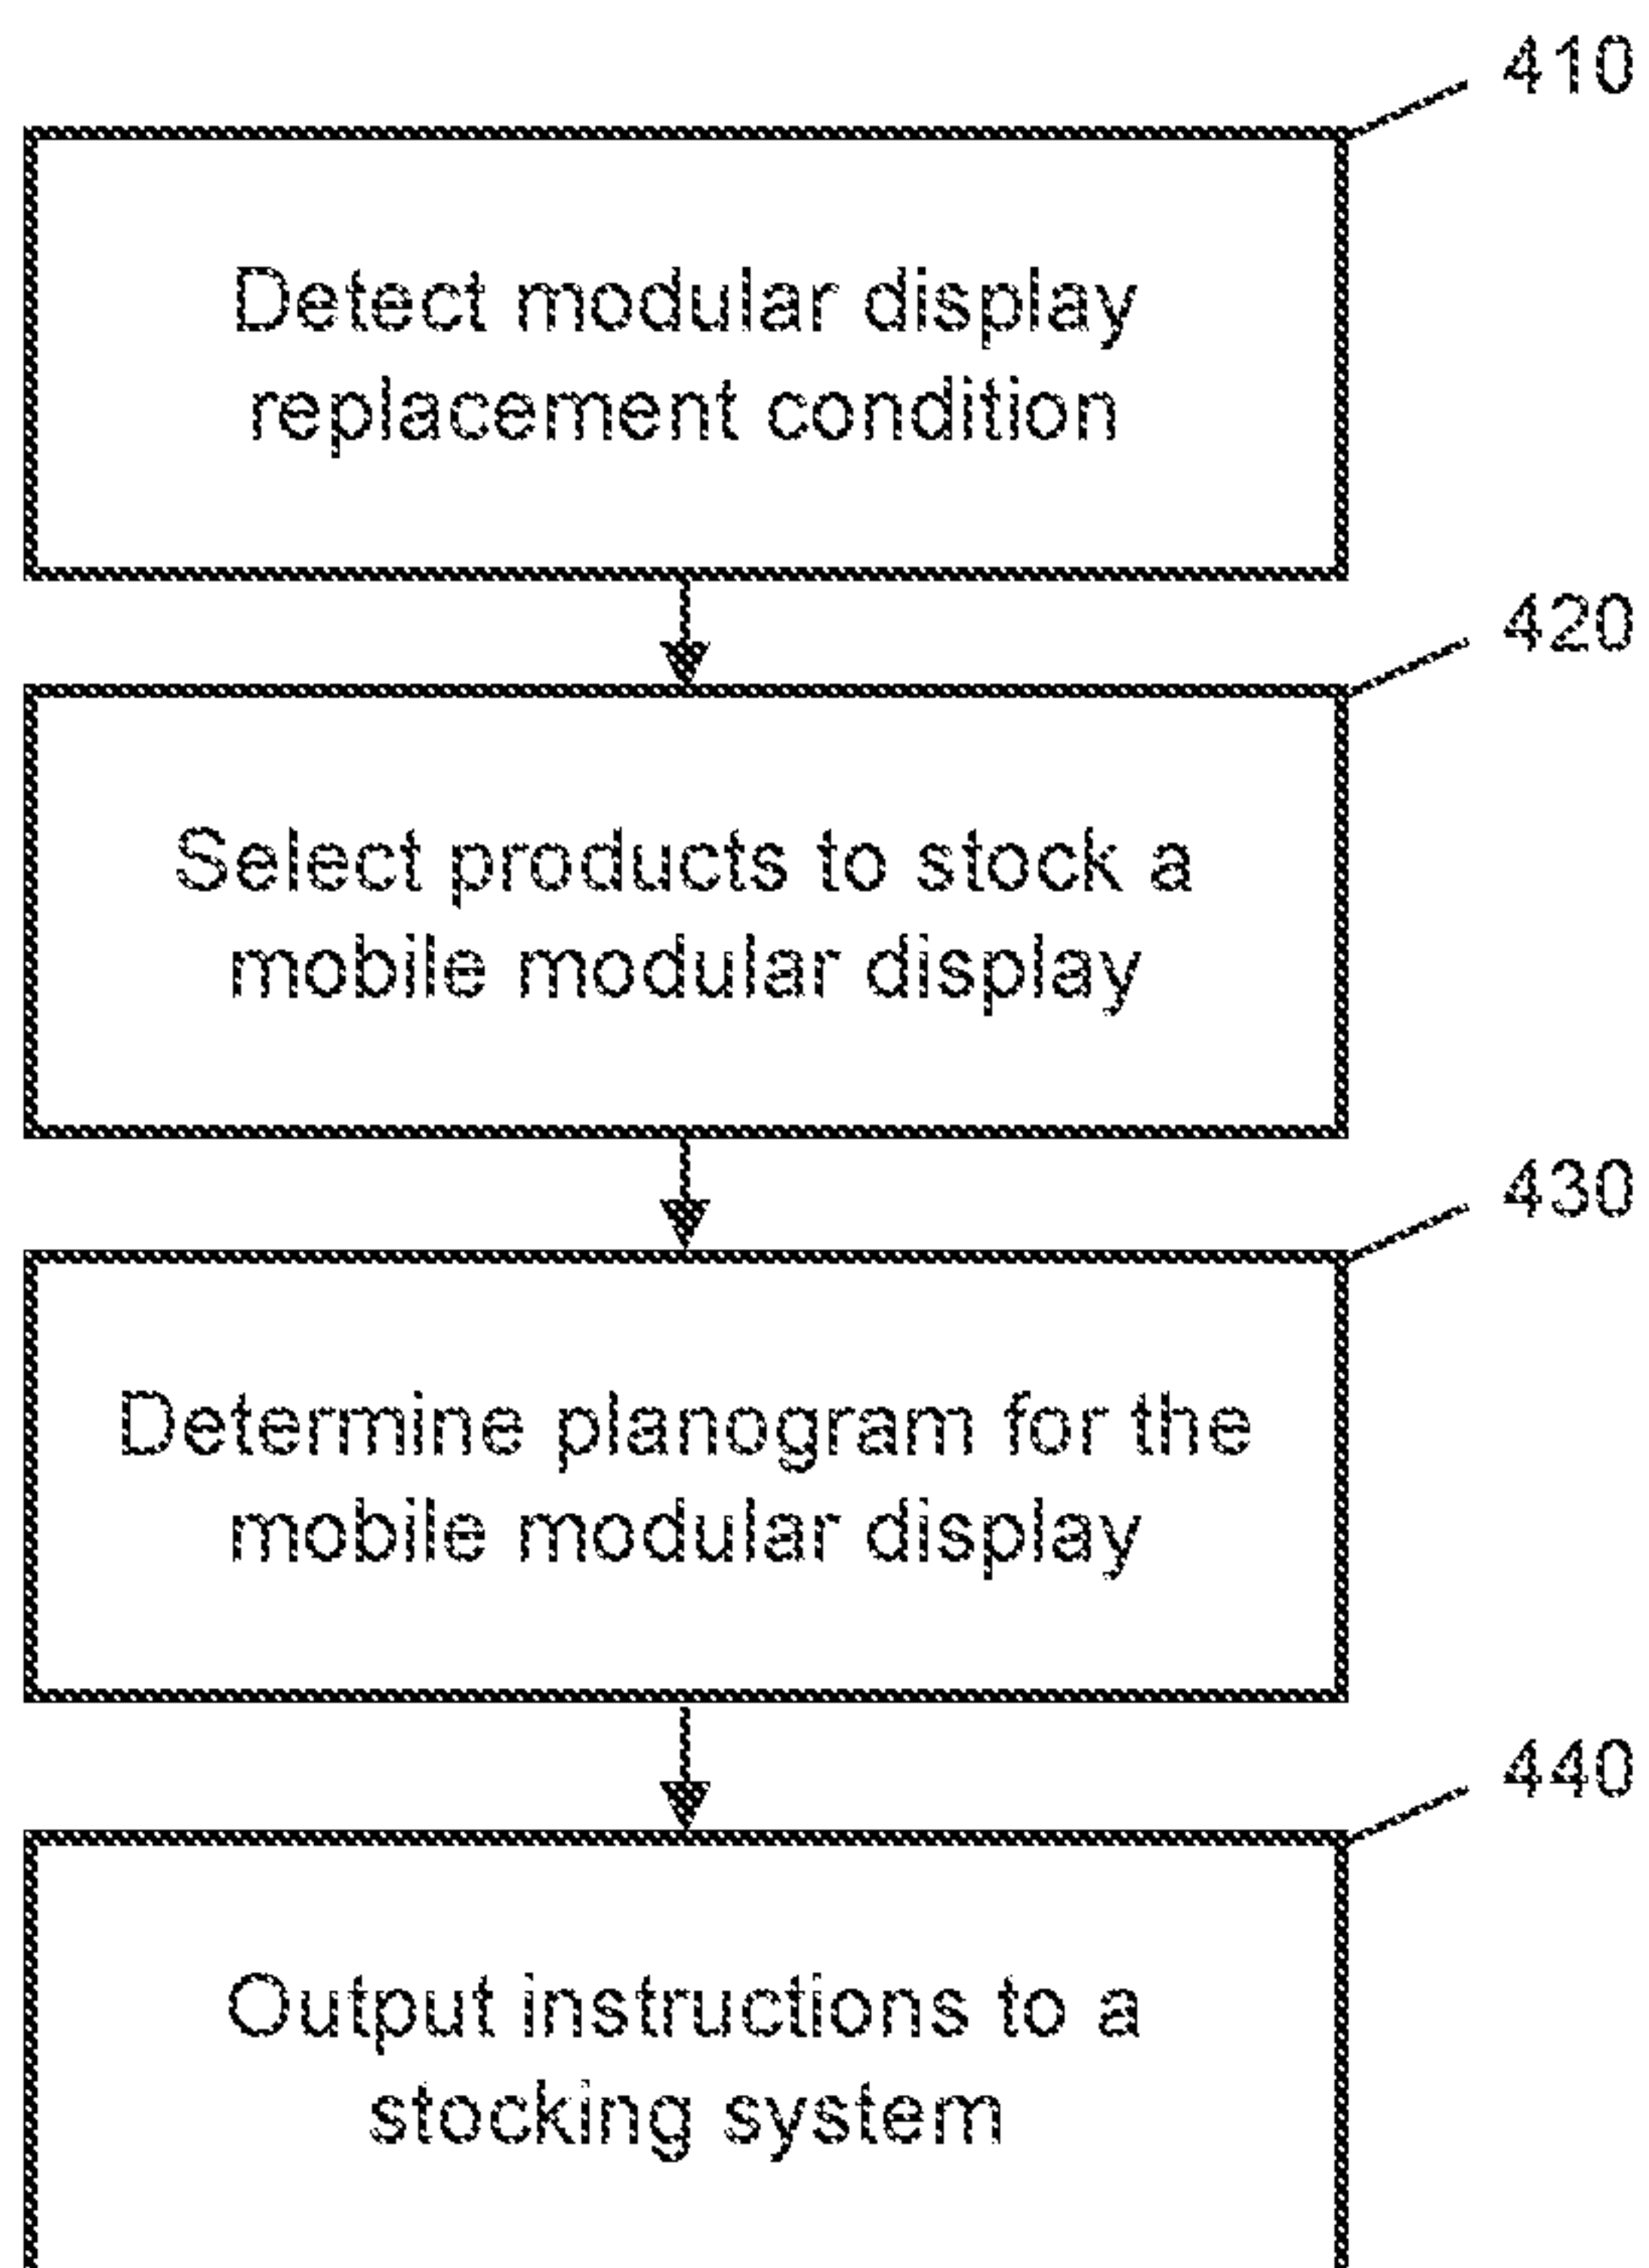 410
Detect modular display
replacement condition
420
Select products to stock a
mobile modular display
430
Determine planogram for the
mobile modular display
440
Output instructions to a
stocking system